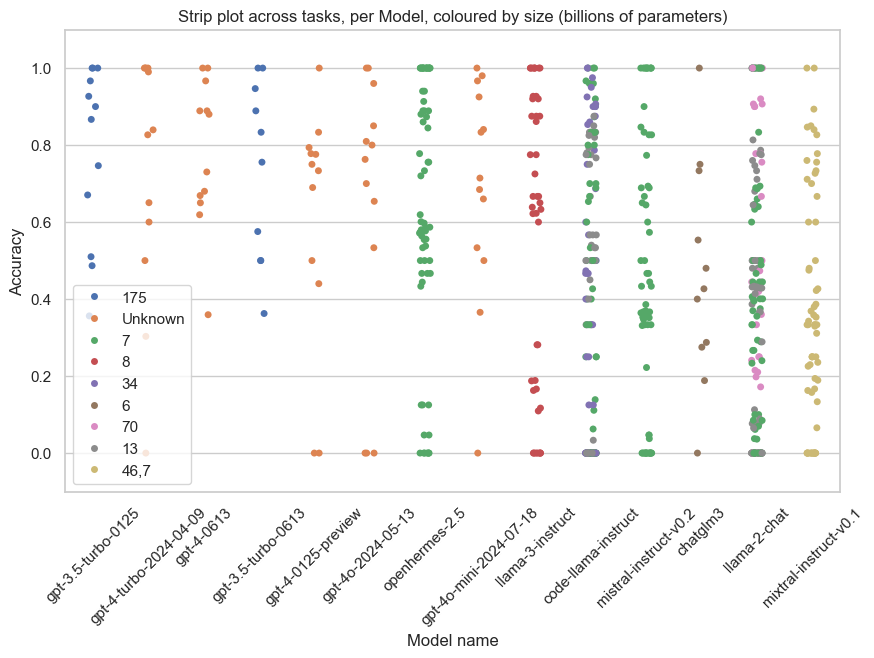 Strip plot across tasks, per Model, coloured by size (billions of parameters)
Accuracy
1.0
0.8
0.6
0.4
0.2
0.0
175
Unknown
7
8
34
6
70
13
46,7
gpt-3.5-turbo-0125
gpt-4-turbo-2024-04-09
gpt-4-0613
gpt-3.5-turbo-0613
gpt-4-0125-preview
gpt-4o-2024-05-13
openhermes-2.5
gpt-4o-mini-2024-07-18
llama-3-instruct
code-llama-instruct
mistral-instruct-v0.2
chatglm3
llama-2-chat
mixtral-instruct-v0.1
Model name